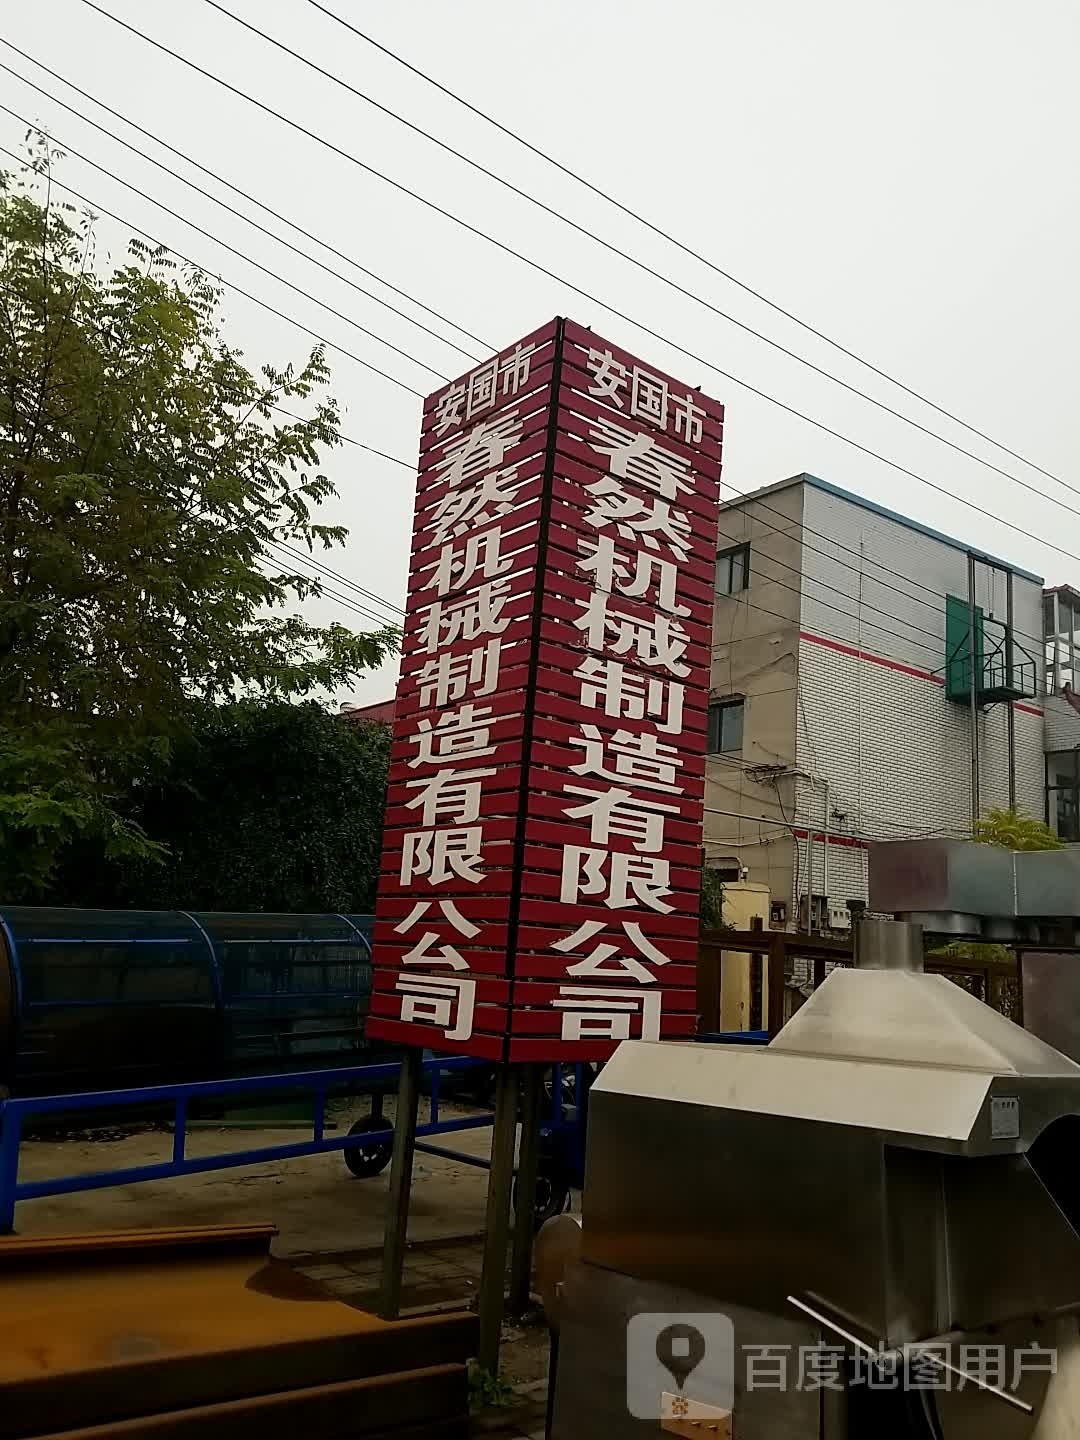 安国市
春然机械制造有限公司
安国市
春然机械制造有限公司
百度地图用户